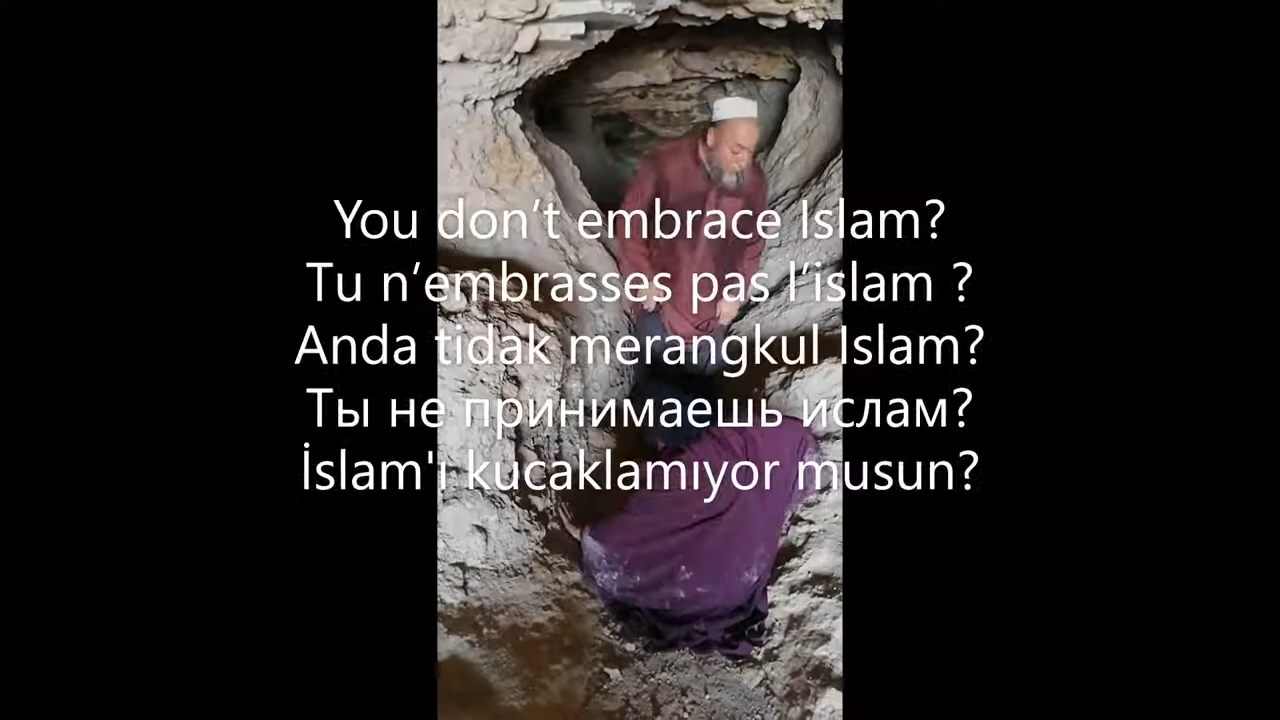 You don’t embrace Islam?
Tu n’embrasses pas l’islam ?
Anda tidak merangkul Islam?
Ты не принимаешь ислам?
İslam'ı kucaklamıyor musun?